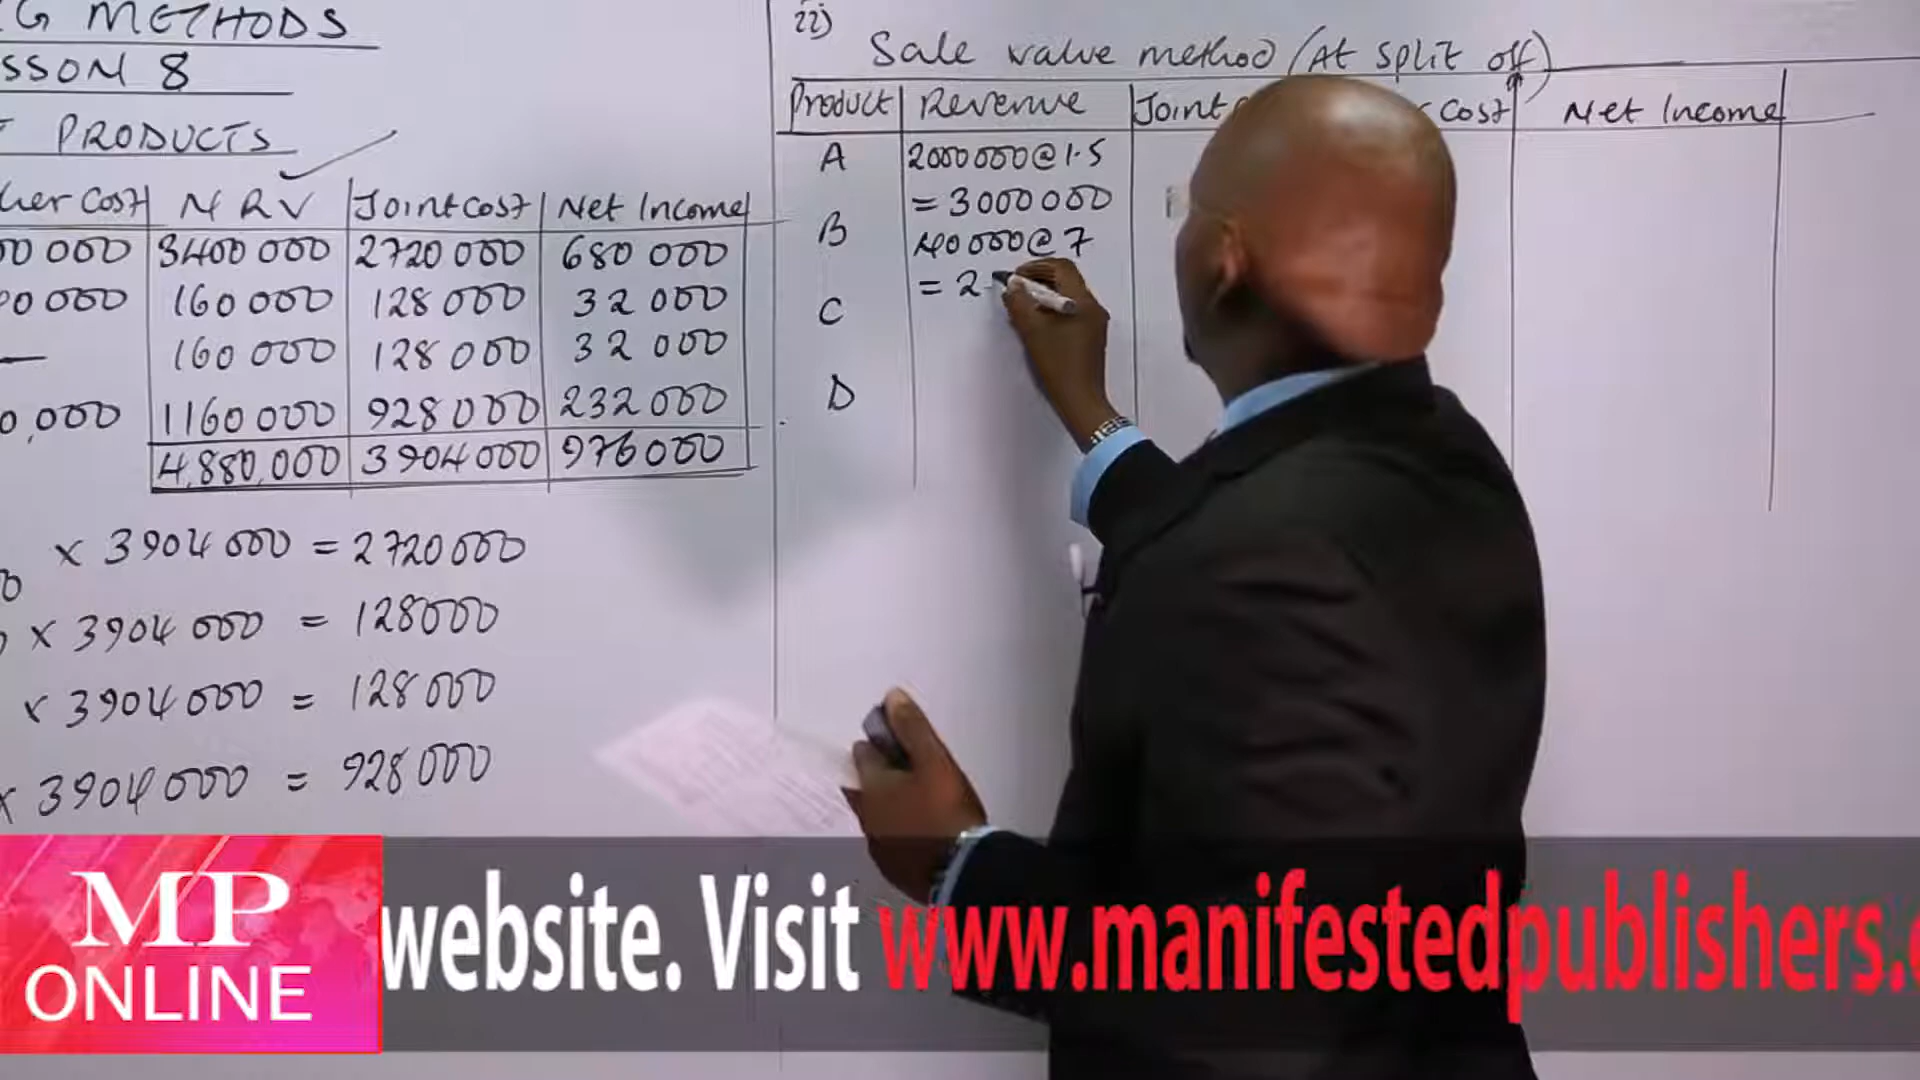 G METHODS
SSON 8
PRODUCTS
her Cost NRV Joint cost Net Income
00 000 3400 000 2720 000 680 000
00 000 160 000 128 000 32 000
— 160 000 128 000 32 000
0,000 1160 000 928 000 232 000
4,880,000 3904 000 976 000
x 3904 000 = 2720 000
x 3904 000 = 128000
x 3904 000 = 128 000
x 3904 000 = 928 000
22)
Sale value method (At split off)
Product Revenue Joint Cost Net Income
A 2000 000 @ 1.5
= 3000 000
B 40 000 @ 7
= 2
C
D
MP
ONLINE
website. Visit www.manifestedpublishers.